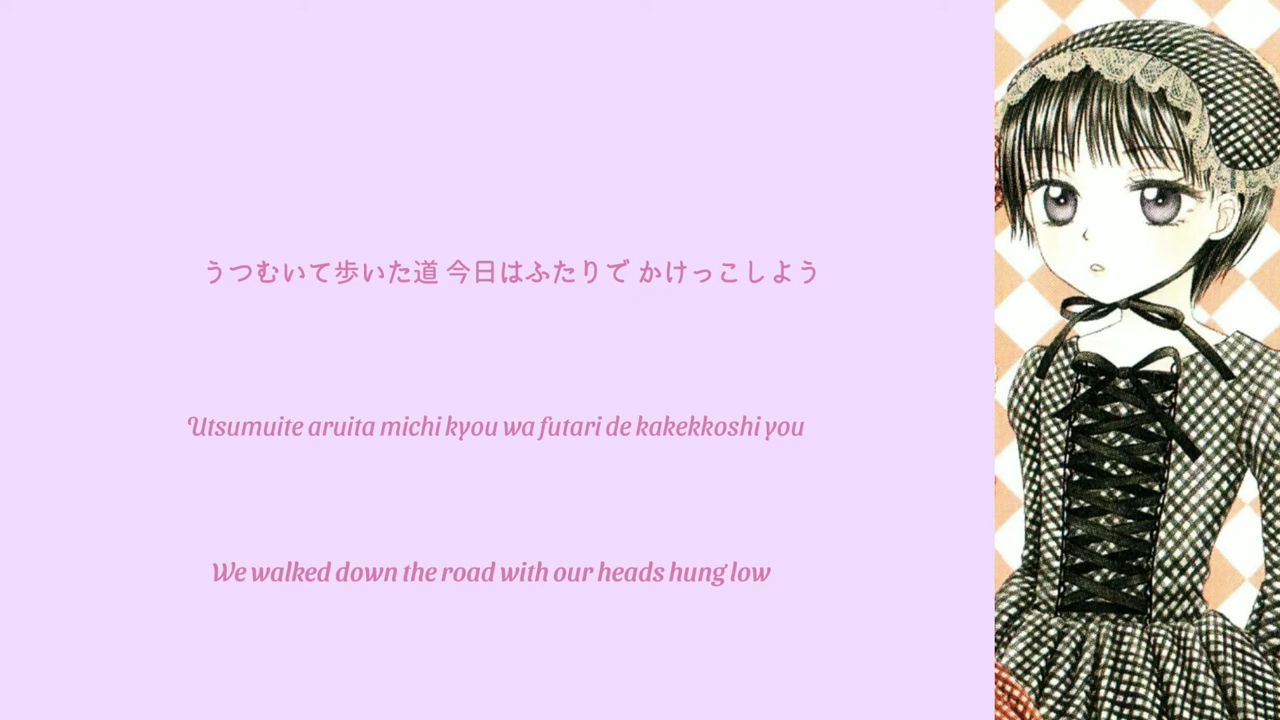 うつむいて歩いた道 今日はふたりで かけっこしよう
Utsumuite aruita michi kyou wa futari de kakekkoshi you
We walked down the road with our heads hung low